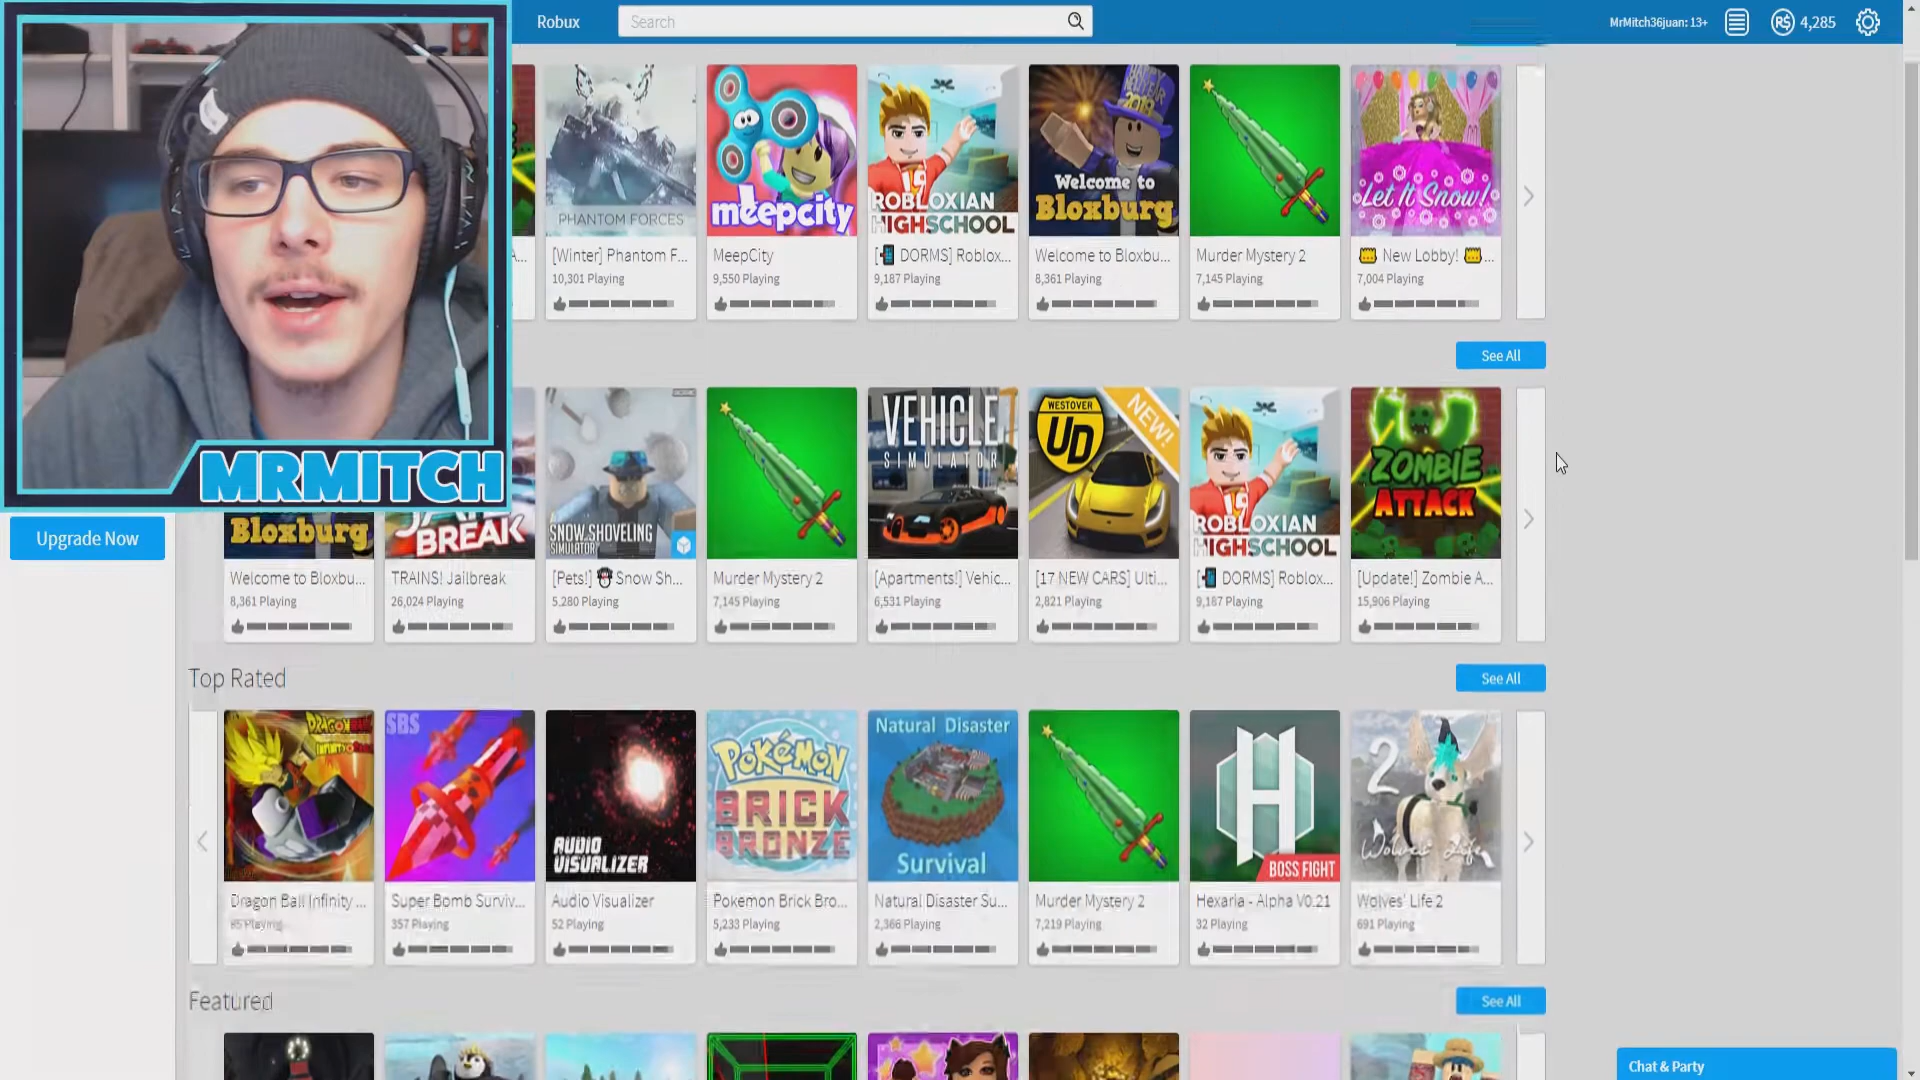 Robux
Search
MrMitch36juan: 13+
R$ 4,285
PHANTOM FORCES
meepcity
ROBLOXIAN
HIGHSCHOOL
2018
Welcome to
Bloxburg
Let It Snow!
A...
[Winter] Phantom F...
10,301 Playing
MeepCity
9,550 Playing
[ DORMS] Roblox...
9,187 Playing
Welcome to Bloxbu...
8,361 Playing
Murder Mystery 2
7,145 Playing
New Lobby! ...
7,004 Playing
See All
MRMITCH
Upgrade Now
Bloxburg
JAILBREAK
SNOW SHOVELING
SIMULATOR
VEHICLE
SIMULATOR
WESTOVER
UD
NEW!
ROBLOXIAN
HIGHSCHOOL
ZOMBIE
ATTACK
Welcome to Bloxbu...
8,361 Playing
TRAINS! Jailbreak
26,024 Playing
[Pets!] Snow Sh...
5,280 Playing
Murder Mystery 2
7,145 Playing
[Apartments!] Vehic...
6,531 Playing
[17 NEW CARS] Ulti...
2,821 Playing
[ DORMS] Roblox...
9,187 Playing
[Update!] Zombie A...
15,906 Playing
Top Rated
See All
SBS
AUDIO
VISUALIZER
POKéMON
BRICK
BRONZE
Natural Disaster
Survival
H
BOSS FIGHT
2
Wolves' Life
Dragon Ball Infinity ...
85 Playing
Super Bomb Surviv...
357 Playing
Audio Visualizer
52 Playing
Pokemon Brick Bro...
5,233 Playing
Natural Disaster Su...
2,366 Playing
Murder Mystery 2
7,219 Playing
Hexaria - Alpha V0.21
32 Playing
Wolves' Life 2
691 Playing
Featured
See All
Chat & Party